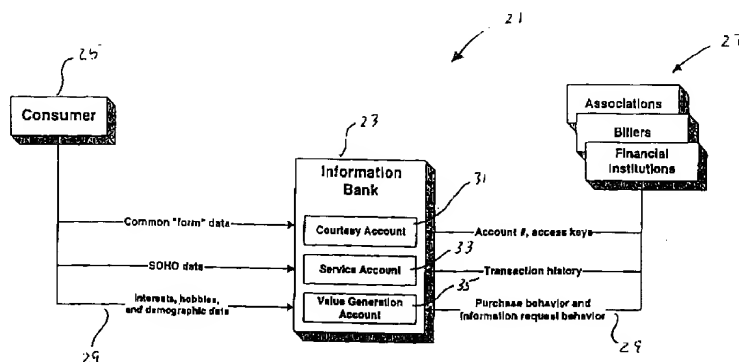 21
25
27
Consumer
Associations
Billers
Financial
Institutions
23
Information
Bank
31
Common "form" data
Courtesy Account
Account #, access keys
33
SOHO data
Service Account
Transaction history
35
Interests, hobbies,
and demographic data
Value Generation
Account
Purchase behavior and
information request behavior
29
29